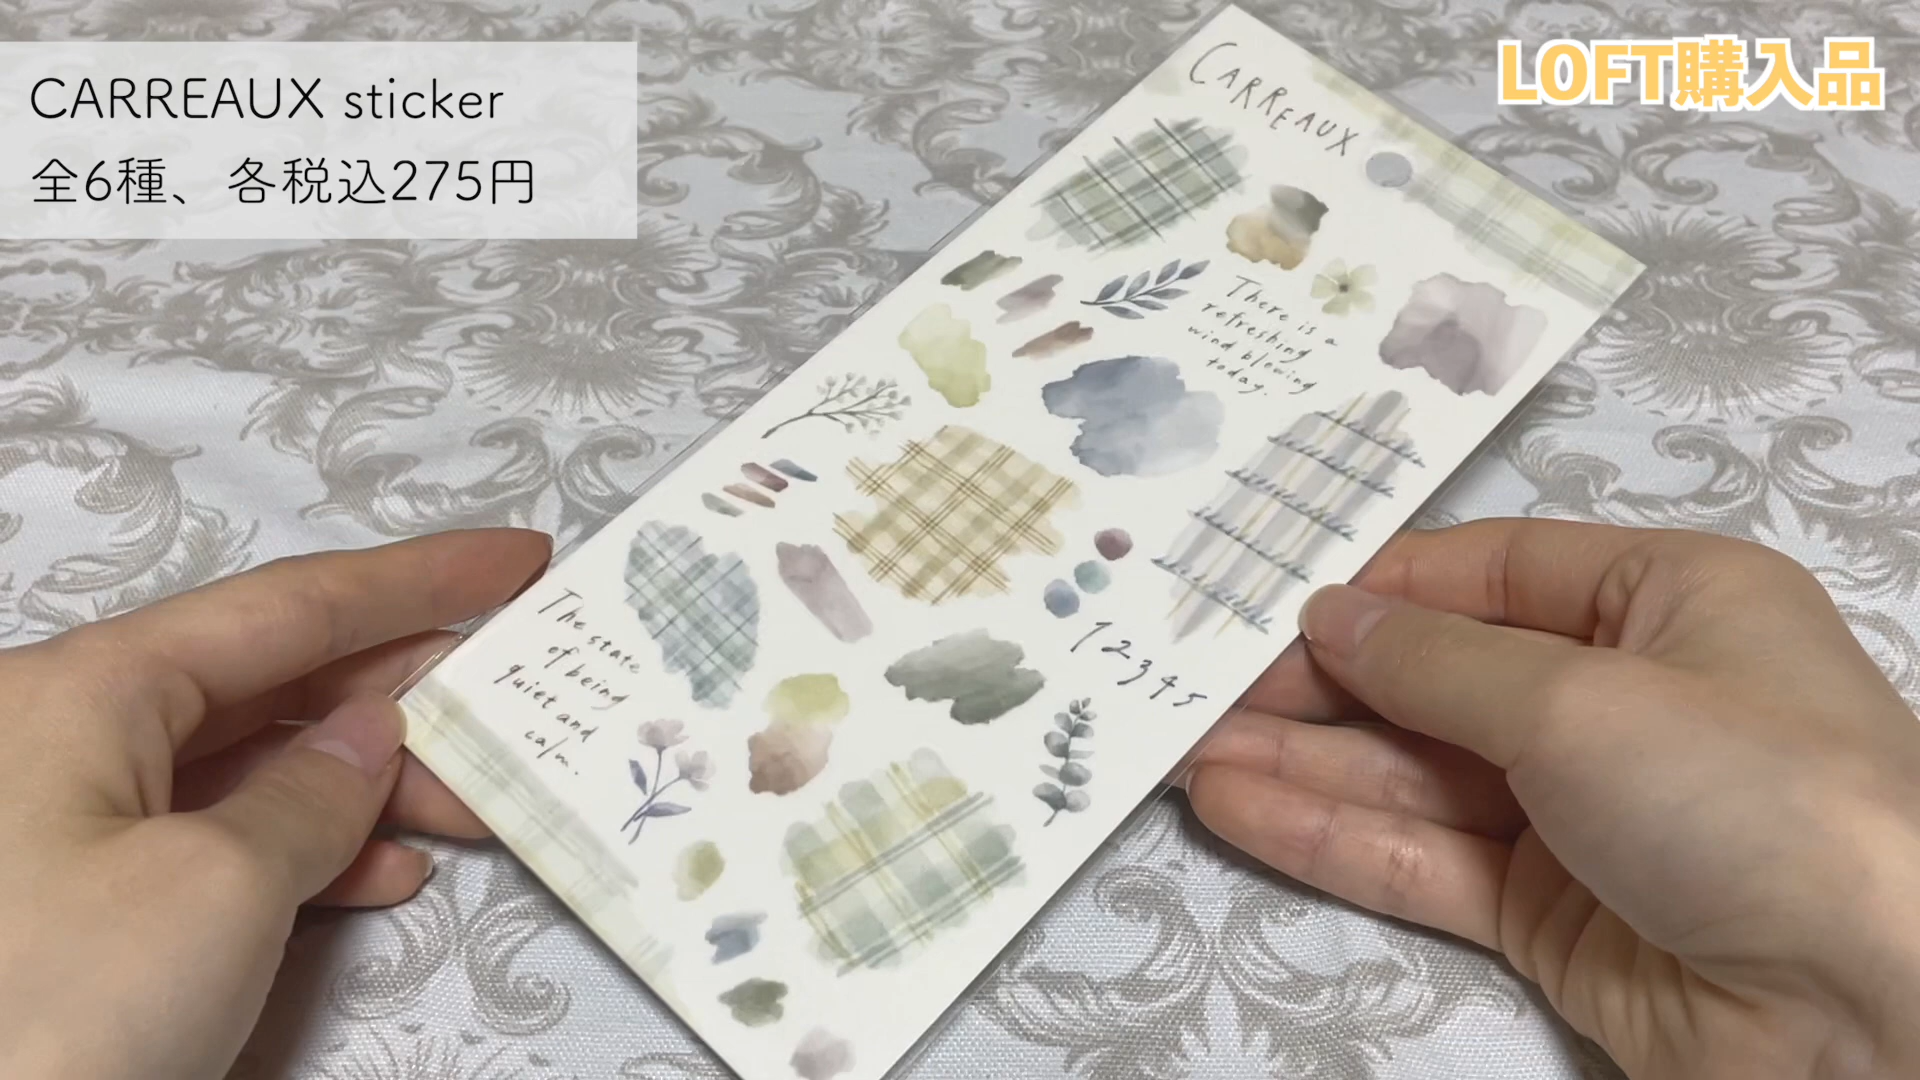 CARREAUX sticker
全6種、各税込275円
LOFT購入品
CARREAUX
There is a
refreshing
wind blowing
today.
12345
The state
of being
quiet and
calm.